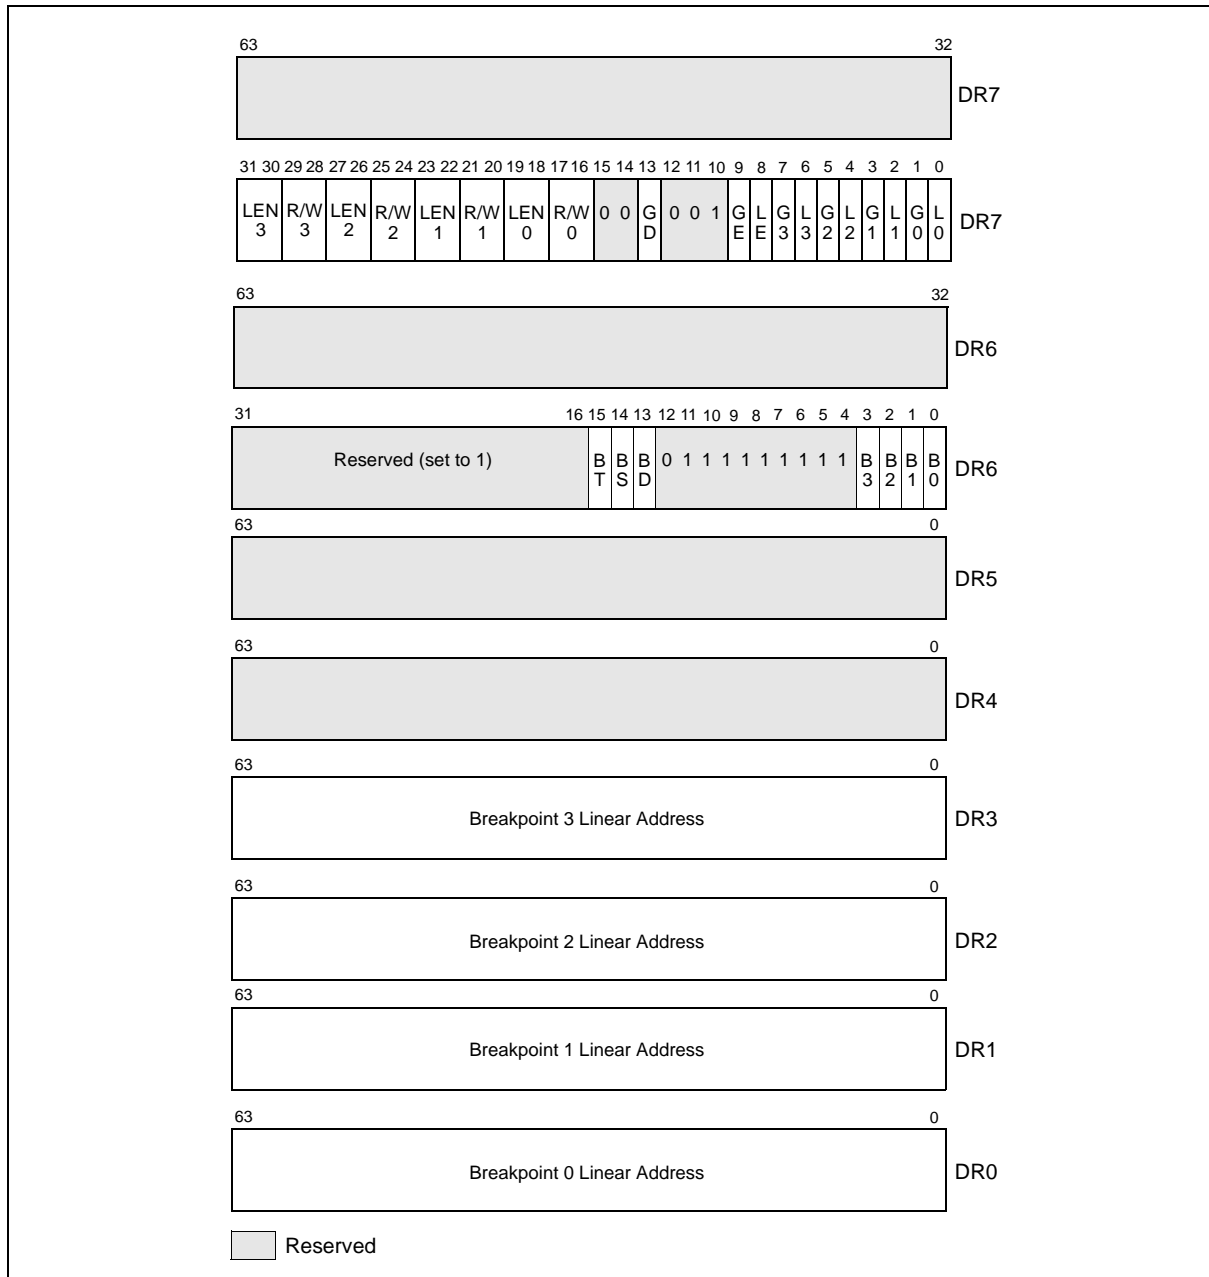 63 32
DR7
31 30 29 28 27 26 25 24 23 22 21 20 19 18 17 16 15 14 13 12 11 10 9 8 7 6 5 4 3 2 1 0
LEN 3 R/W 3 LEN 2 R/W 2 LEN 1 R/W 1 LEN 0 R/W 0 0 0 G D 0 0 1 G E L E G 3 L 3 G 2 L 2 G 1 L 1 G 0 L 0 DR7
63 32
DR6
31 16 15 14 13 12 11 10 9 8 7 6 5 4 3 2 1 0
Reserved (set to 1) B T B S B D 0 1 1 1 1 1 1 1 1 B 3 B 2 B 1 B 0 DR6
63 0
DR5
63 0
DR4
63 0
Breakpoint 3 Linear Address DR3
63 0
Breakpoint 2 Linear Address DR2
63 0
Breakpoint 1 Linear Address DR1
63 0
Breakpoint 0 Linear Address DR0
Reserved